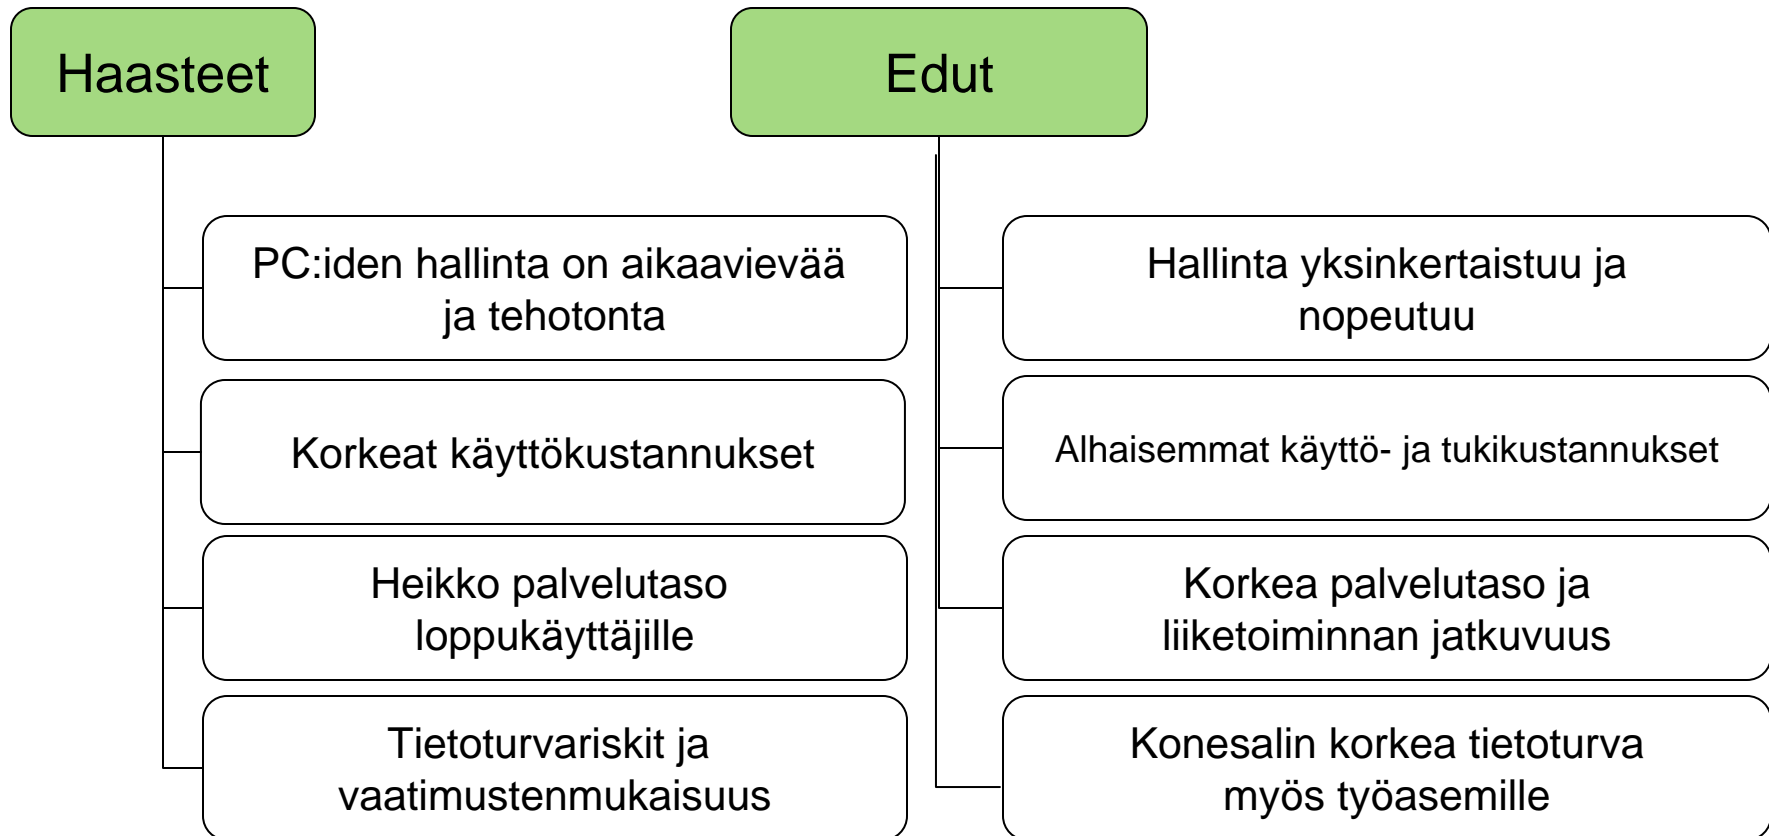 Haasteet
PC:iden hallinta on aikaavievää
ja tehotonta
Korkeat käyttökustannukset
Heikko palvelutaso
loppukäyttäjille
Tietoturvariskit ja
vaatimustenmukaisuus
Edut
Hallinta yksinkertaistuu ja
nopeutuu
Alhaisemmat käyttö- ja tukikustannukset
Korkea palvelutaso ja
liiketoiminnan jatkuvuus
Konesalin korkea tietoturva
myös työasemille